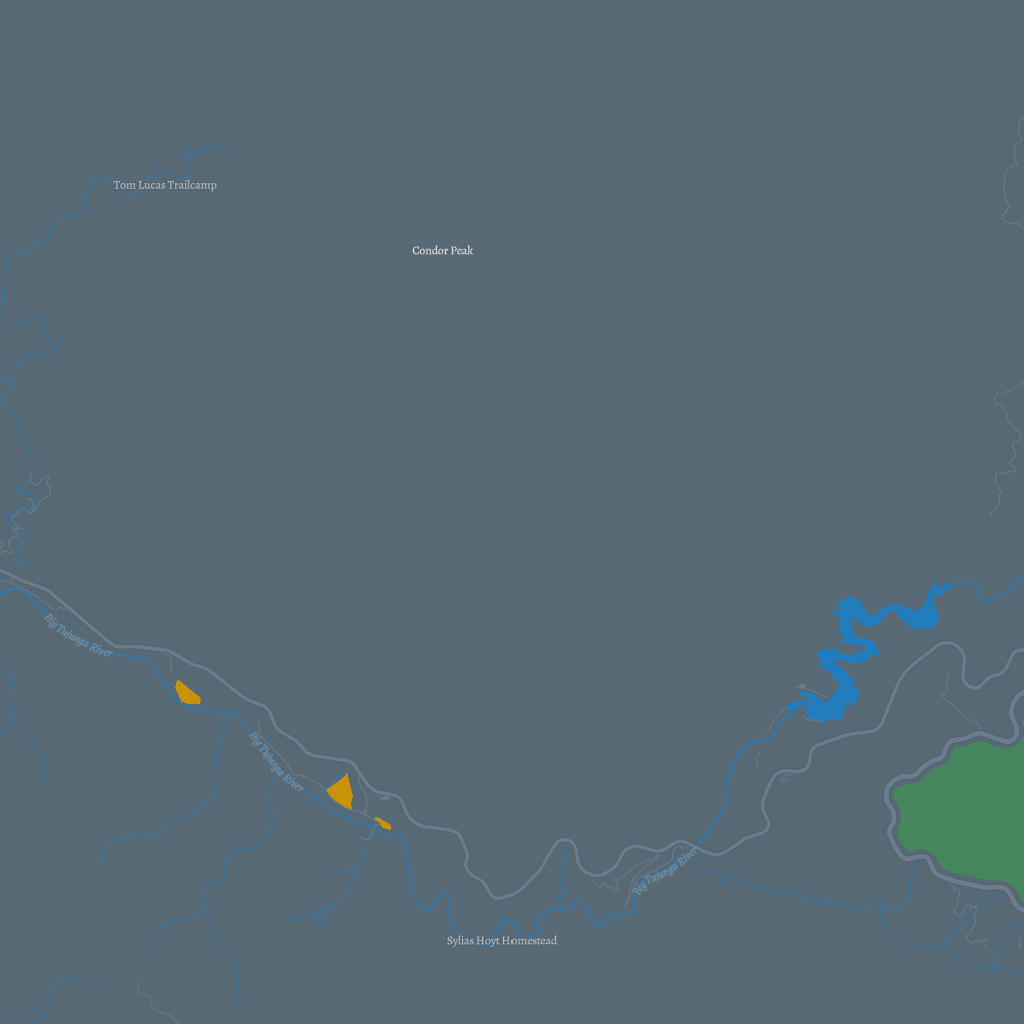 Tom Lucas Trailcamp
Condor Peak
Big Tujunga River
Big Tujunga River
Big Tujunga River
Sylias Hoyt Homestead